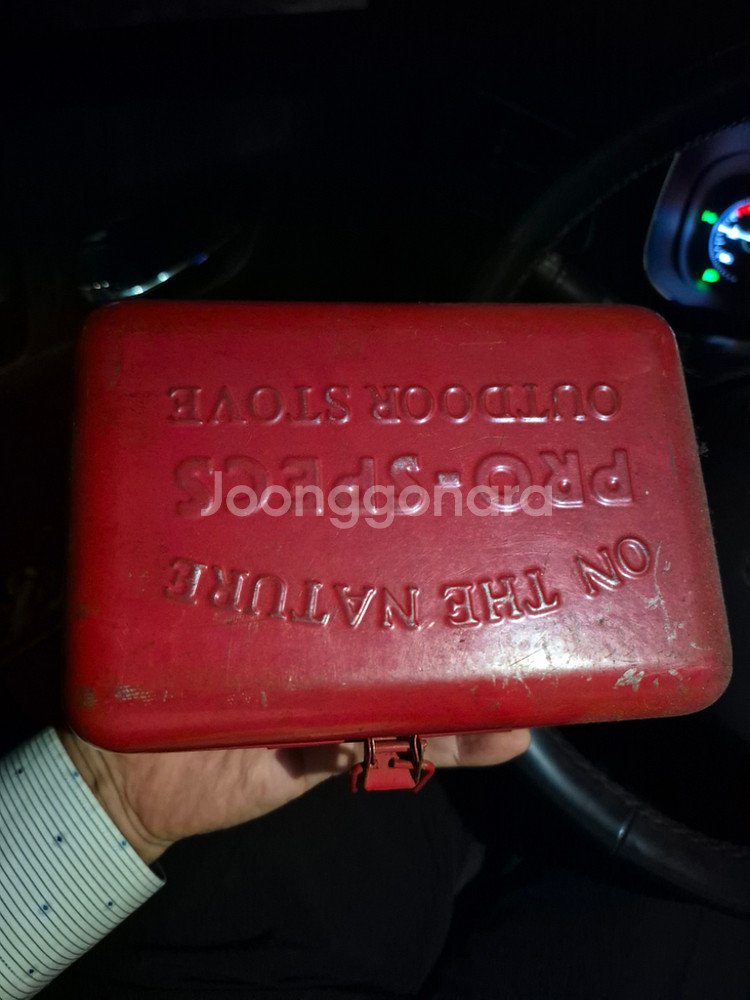 ON THE NATURE
PRO-SPECS
OUTDOOR STOVE
Joonggonara